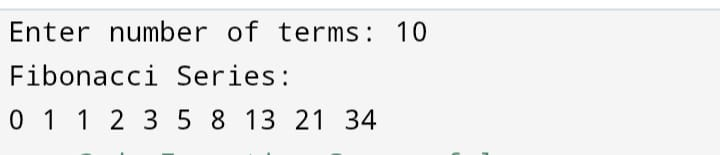 Enter number of terms: 10
Fibonacci Series:
0 1 1 2 3 5 8 13 21 34